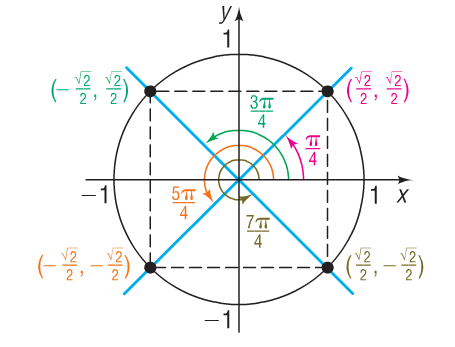 y
1
(-√2/2, √2/2)
(√2/2, √2/2)
3π/4
π/4
-1
1
x
5π/4
7π/4
(-√2/2, -√2/2)
(√2/2, -√2/2)
-1